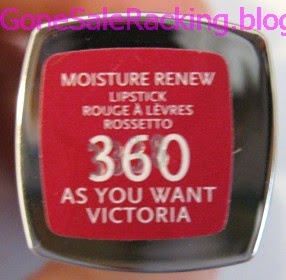 GoneSaleRacking.blog
MOISTURE RENEW
LIPSTICK
ROUGE À LÈVRES
ROSSETTO
360
AS YOU WANT
VICTORIA